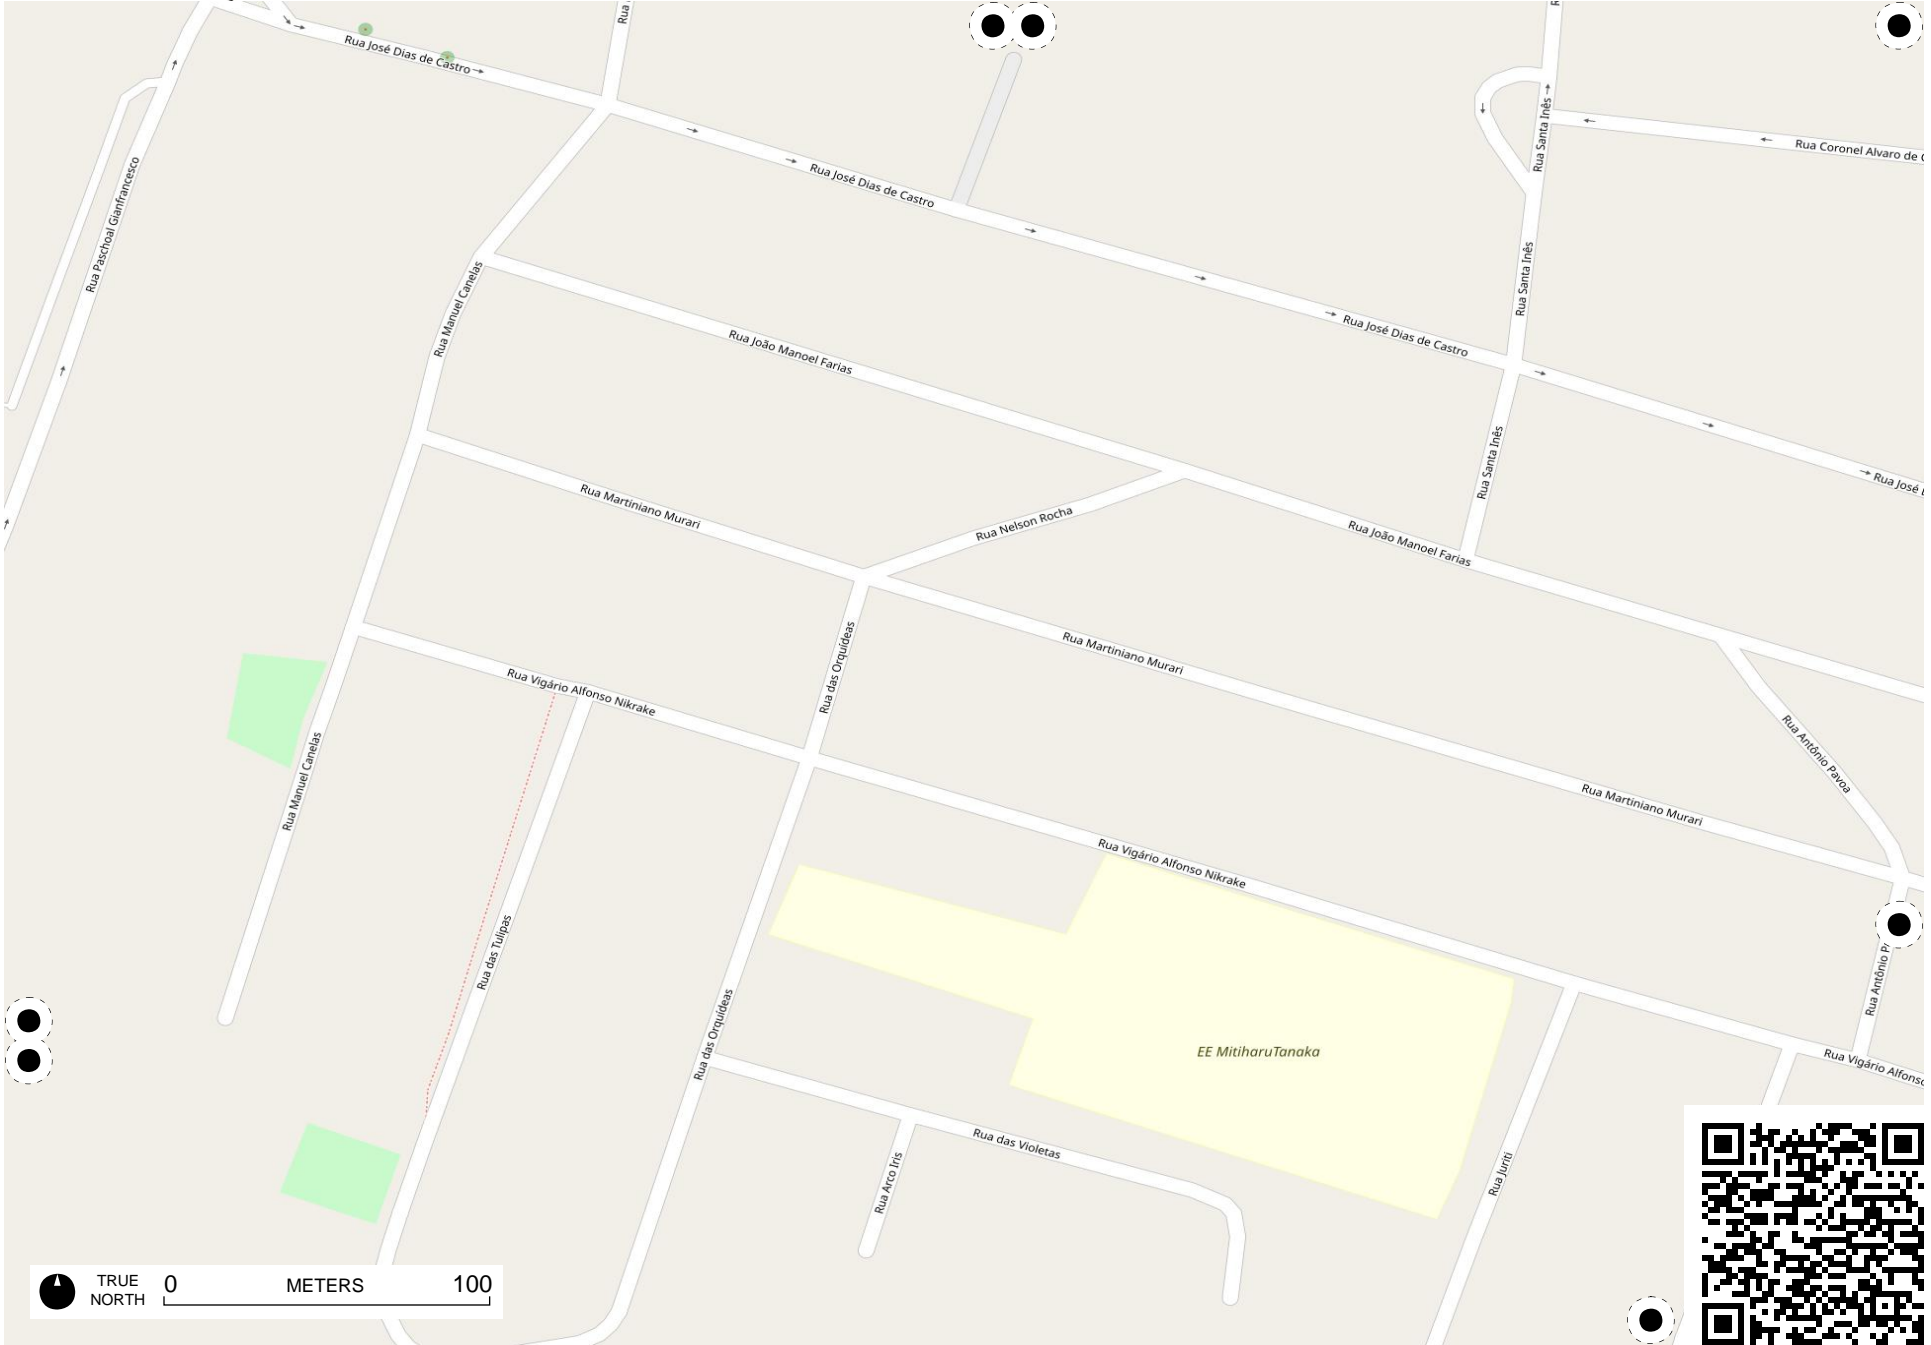 Rua José Dias de Castro
Rua
Rua Paschoal Gianfrancesco
Rua José Dias de Castro
Rua Santa Inês
Rua Coronel Alvaro de
Rua Manuel Canelas
Rua Santa Inês
Rua João Manoel Farias
Rua José Dias de Castro
Rua Santa Inês
Rua José
Rua Martiniano Murari
Rua Nelson Rocha
Rua João Manoel Farias
Rua das Orquídeas
Rua Martiniano Murari
Rua Vigário Alfonso Nikrake
Rua Antônio Pavoa
Rua Manuel Canelas
Rua Martiniano Murari
Rua Vigário Alfonso Nikrake
Rua das Tulipas
Rua Antônio
Rua das Orquídeas
EE MitiharuTanaka
Rua Vigário Alfonso
Rua das Violetas
Rua Arco Iris
Rua Juriti
TRUE
NORTH
0 METERS 100